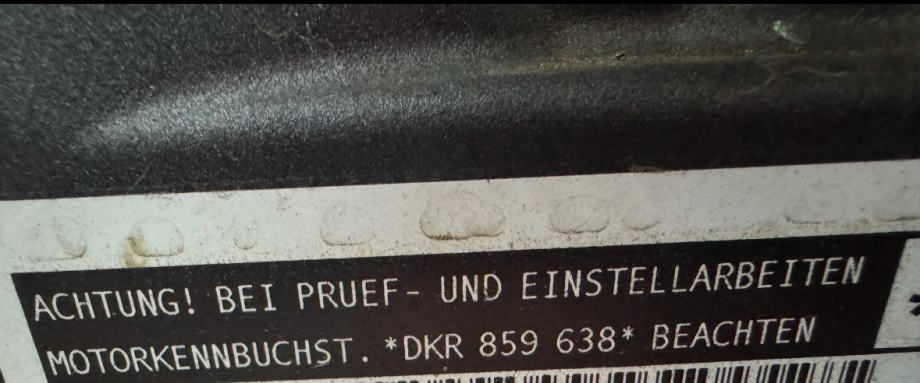 ACHTUNG! BEI PRUEF- UND EINSTELLARBEITEN
MOTORKENNBUCHST. *DKR 859 638* BEACHTEN